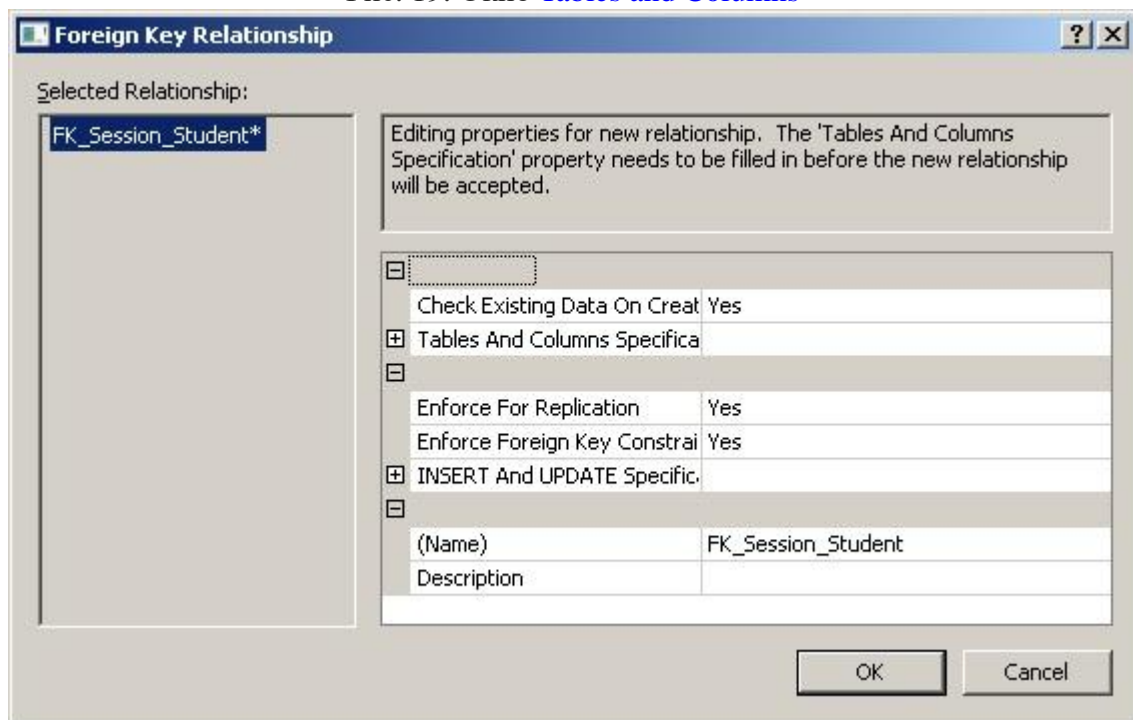 Tables and Columns
Foreign Key Relationship
Selected Relationship:
FK_Session_Student*
Editing properties for new relationship. The 'Tables And Columns
Specification' property needs to be filled in before the new relationship
will be accepted.
Check Existing Data On Creat Yes
Tables And Columns Specifica
Enforce For Replication Yes
Enforce Foreign Key Constrai Yes
INSERT And UPDATE Specific
(Name) FK_Session_Student
Description
OK Cancel